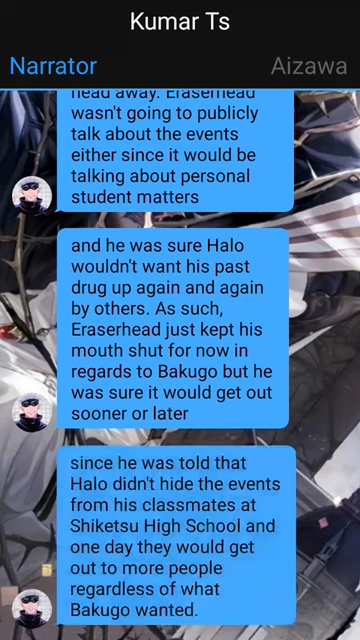 Kumar Ts
Narrator
Aizawa
head away. Eraserhead
wasn't going to publicly
talk about the events
either since it would be
talking about personal
student matters
and he was sure Halo
wouldn't want his past
drug up again and again
by others. As such,
Eraserhead just kept his
mouth shut for now in
regards to Bakugo but he
was sure it would get out
sooner or later
since he was told that
Halo didn't hide the events
from his classmates at
Shiketsu High School and
one day they would get
out to more people
regardless of what
Bakugo wanted.